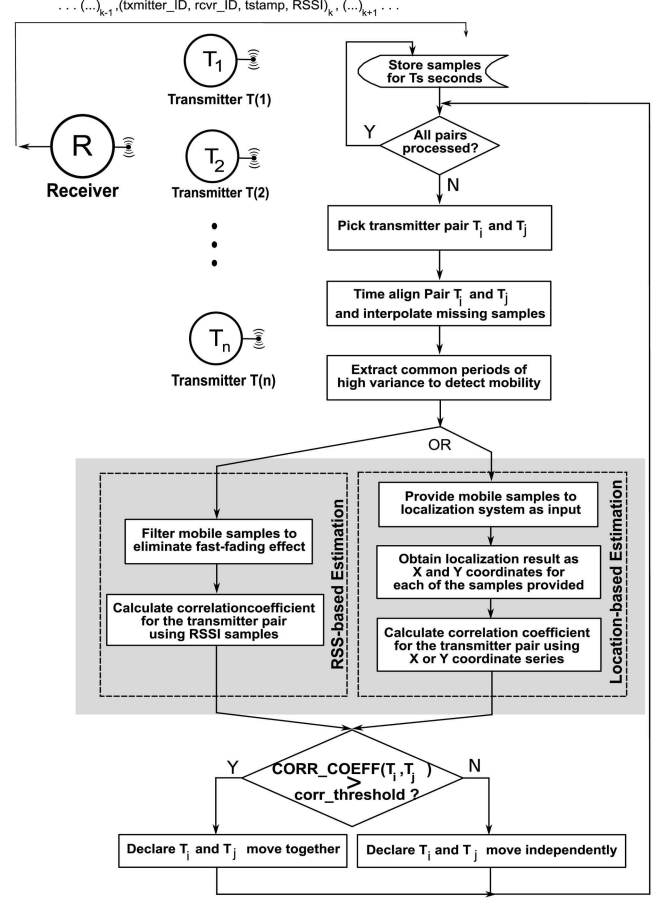 . . . (...)k-1 ,(txmitter_ID, rcvr_ID, tstamp, RSSI)k , (...)k+1 . . .
R
Receiver
T1
Transmitter T(1)
T2
Transmitter T(2)
Tn
Transmitter T(n)
Store samples
for Ts seconds
All pairs
processed?
Y
N
Pick transmitter pair Ti and Tj
Time align Pair Ti and Tj
and interpolate missing samples
Extract common periods of
high variance to detect mobility
OR
Filter mobile samples to
eliminate fast-fading effect
Calculate correlationcoefficient
for the transmitter pair
using RSSI samples
RSS-based Estimation
Provide mobile samples to
localization system as input
Obtain localization result as
X and Y coordinates for
each of the samples provided
Calculate correlation coefficient
for the transmitter pair using
X or Y coordinate series
Location-based Estimation
CORR_COEFF(Ti ,Tj )
>
corr_threshold ?
Y
N
Declare Ti and Tj move together
Declare Ti and Tj move independently